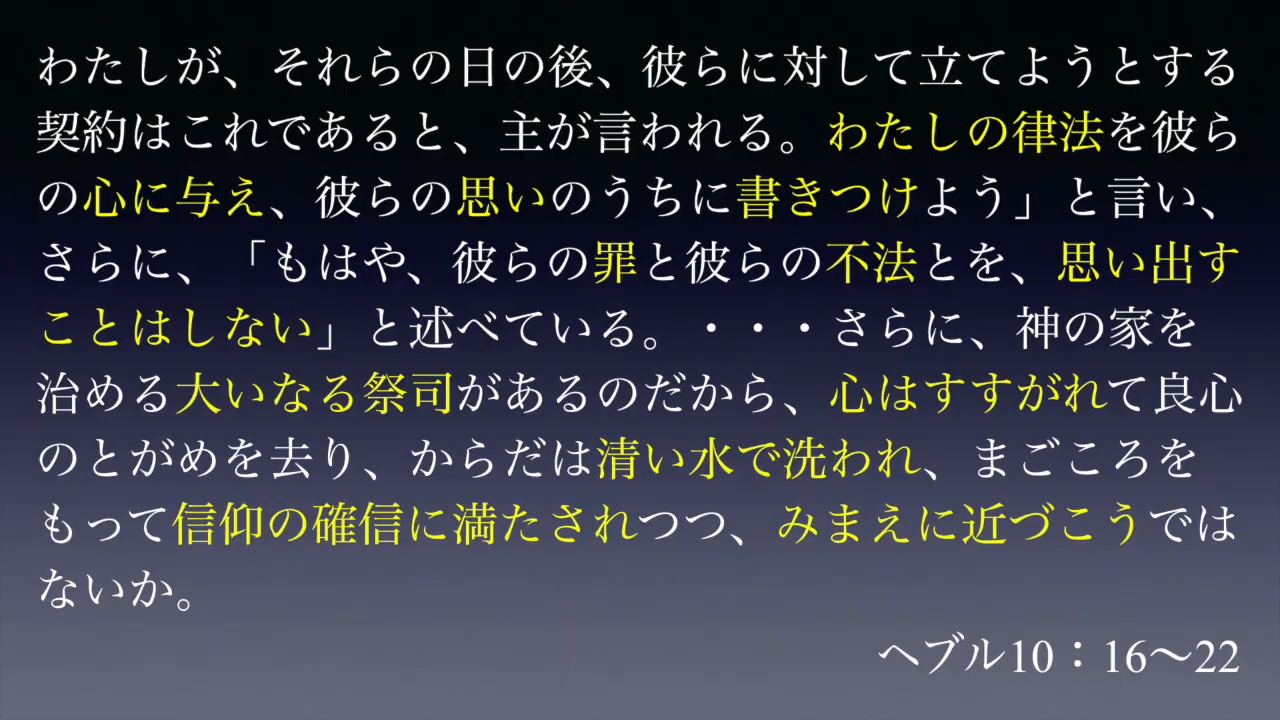 わたしが、それらの日の後、彼らに対して立てようとする
契約はこれであると、主が言われる。わたしの律法を彼ら
の心に与え、彼らの思いのうちに書きつけよう」と言い、
さらに、「もはや、彼らの罪と彼らの不法とを、思い出す
ことはしない」と述べている。・・・さらに、神の家を
治める大いなる祭司があるのだから、心はすすがれて良心
のとがめを去り、からだは清い水で洗われ、まごころを
もって信仰の確信に満たされつつ、みまえに近づこうでは
ないか。
ヘブル10：16〜22